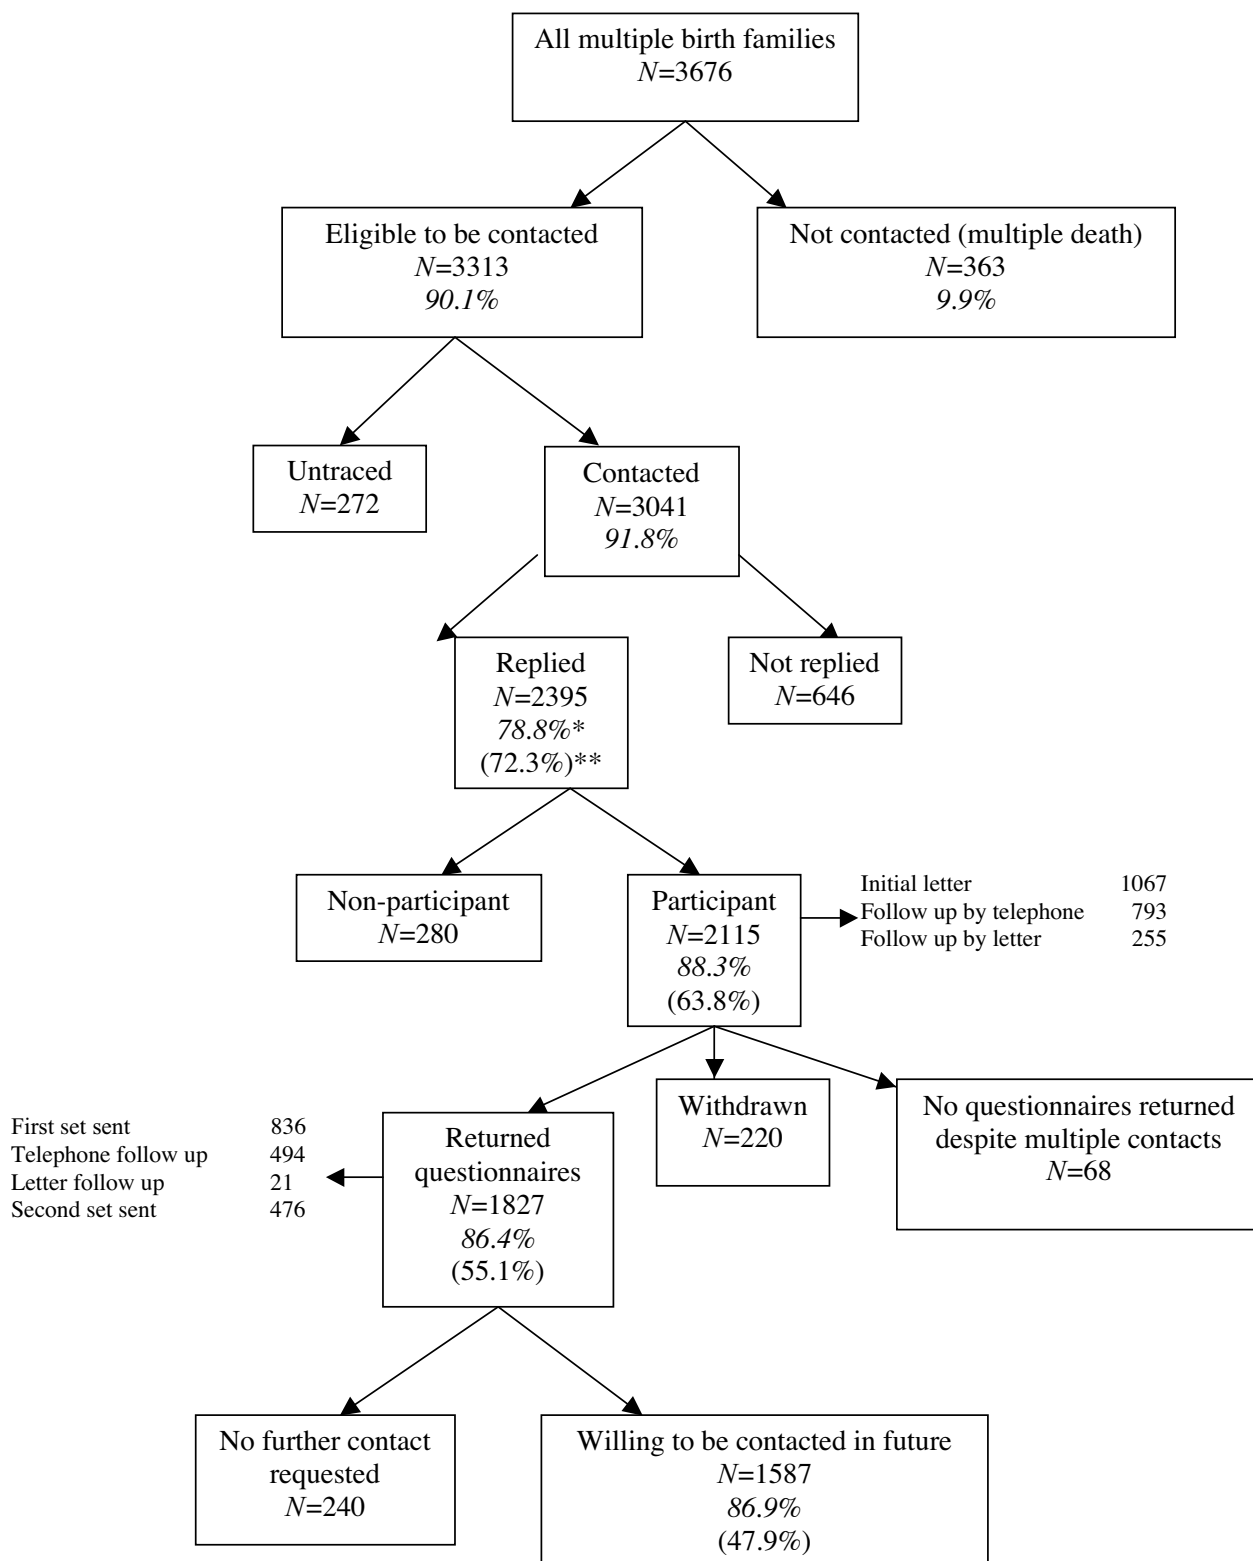 All multiple birth families
N=3676
Eligible to be contacted
N=3313
90.1%
Not contacted (multiple death)
N=363
9.9%
Untraced
N=272
Contacted
N=3041
91.8%
Replied
N=2395
78.8%*
(72.3%)**
Not replied
N=646
Non-participant
N=280
Participant
N=2115
88.3%
(63.8%)
Initial letter 1067
Follow up by telephone 793
Follow up by letter 255
First set sent 836
Telephone follow up 494
Letter follow up 21
Second set sent 476
Returned
questionnaires
N=1827
86.4%
(55.1%)
Withdrawn
N=220
No questionnaires returned
despite multiple contacts
N=68
No further contact
requested
N=240
Willing to be contacted in future
N=1587
86.9%
(47.9%)